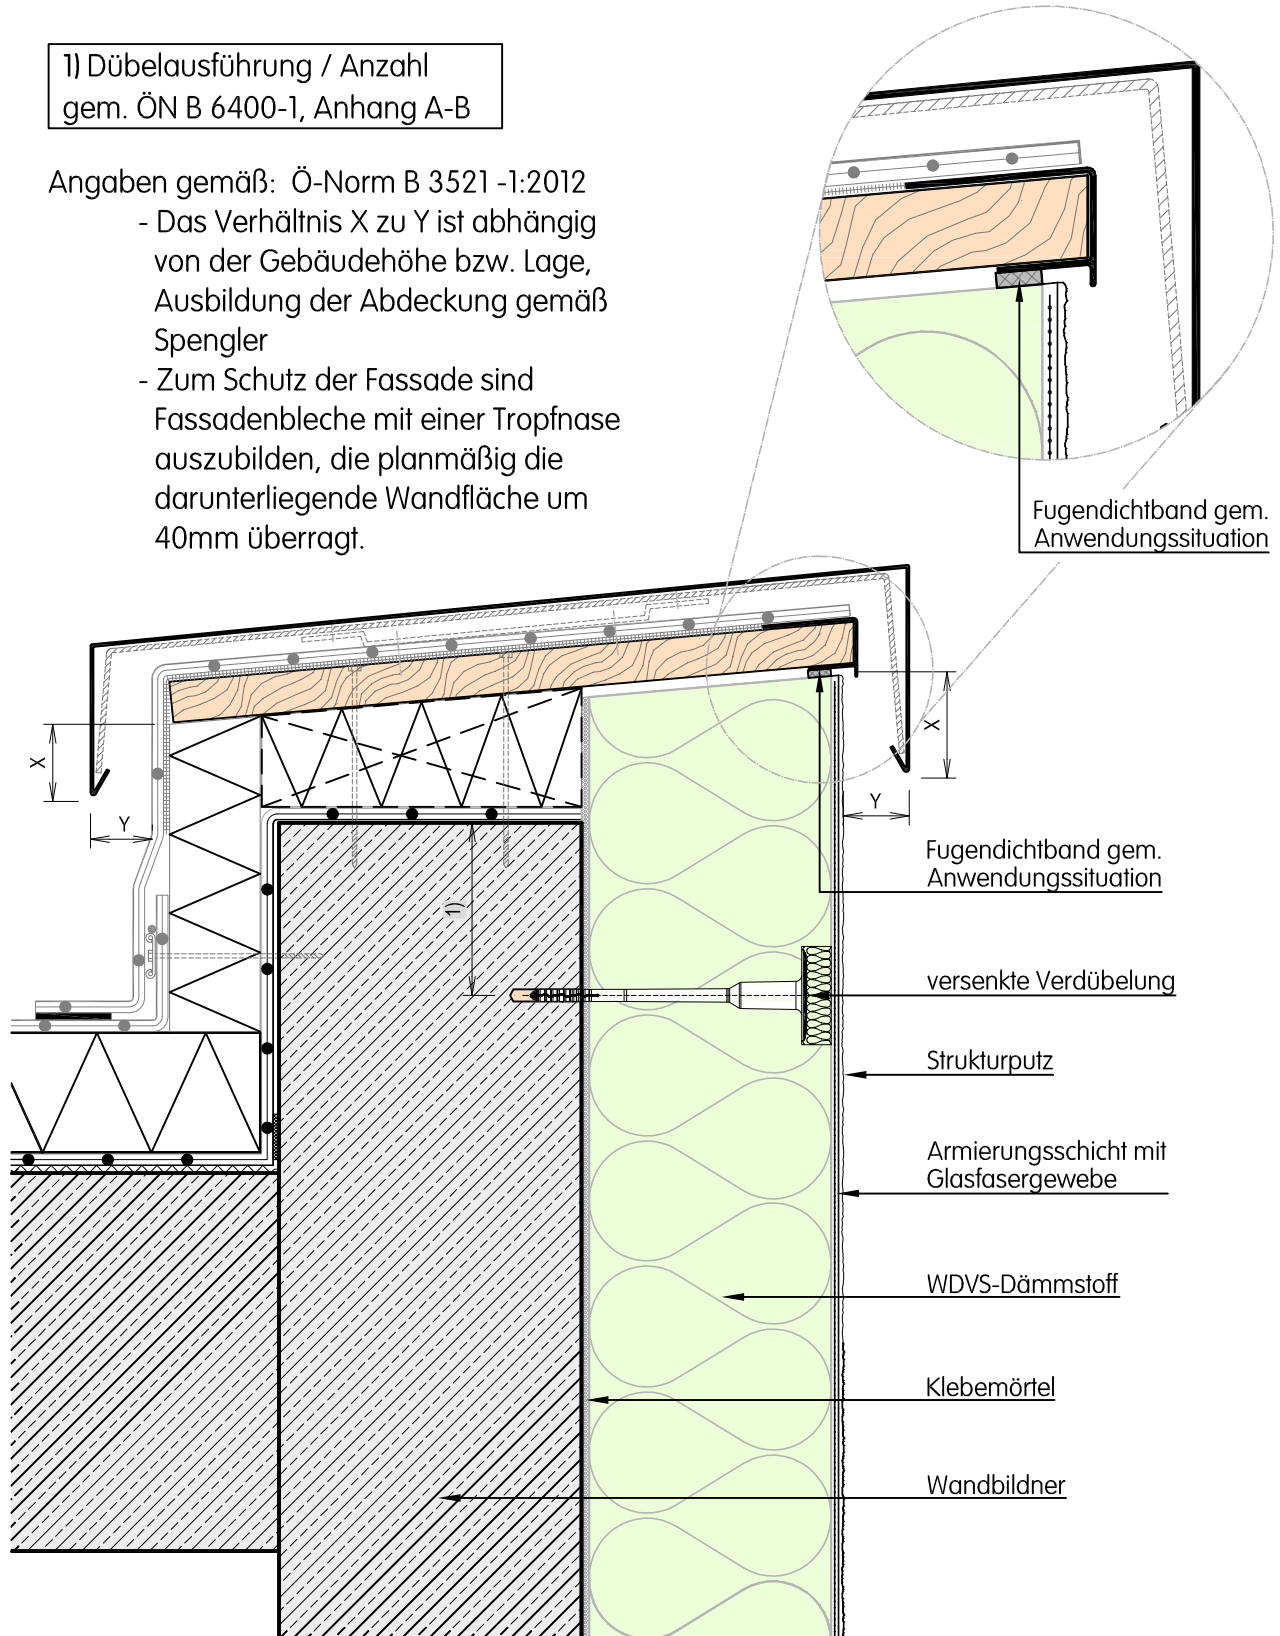 1) Dübelausführung / Anzahl
gem. ÖN B 6400-1, Anhang A-B
Angaben gemäß: Ö-Norm B 3521 -1:2012
- Das Verhältnis X zu Y ist abhängig
von der Gebäudehöhe bzw. Lage,
Ausbildung der Abdeckung gemäß
Spengler
- Zum Schutz der Fassade sind
Fassadenbleche mit einer Tropfnase
auszubilden, die planmäßig die
darunterliegende Wandfläche um
40mm überragt.
Fugendichtband gem.
Anwendungssituation
X
X
Y
Y
1)
Fugendichtband gem.
Anwendungssituation
versenkte Verdübelung
Strukturputz
Armierungsschicht mit
Glasfasergewebe
WDVS-Dämmstoff
Klebemörtel
Wandbildner